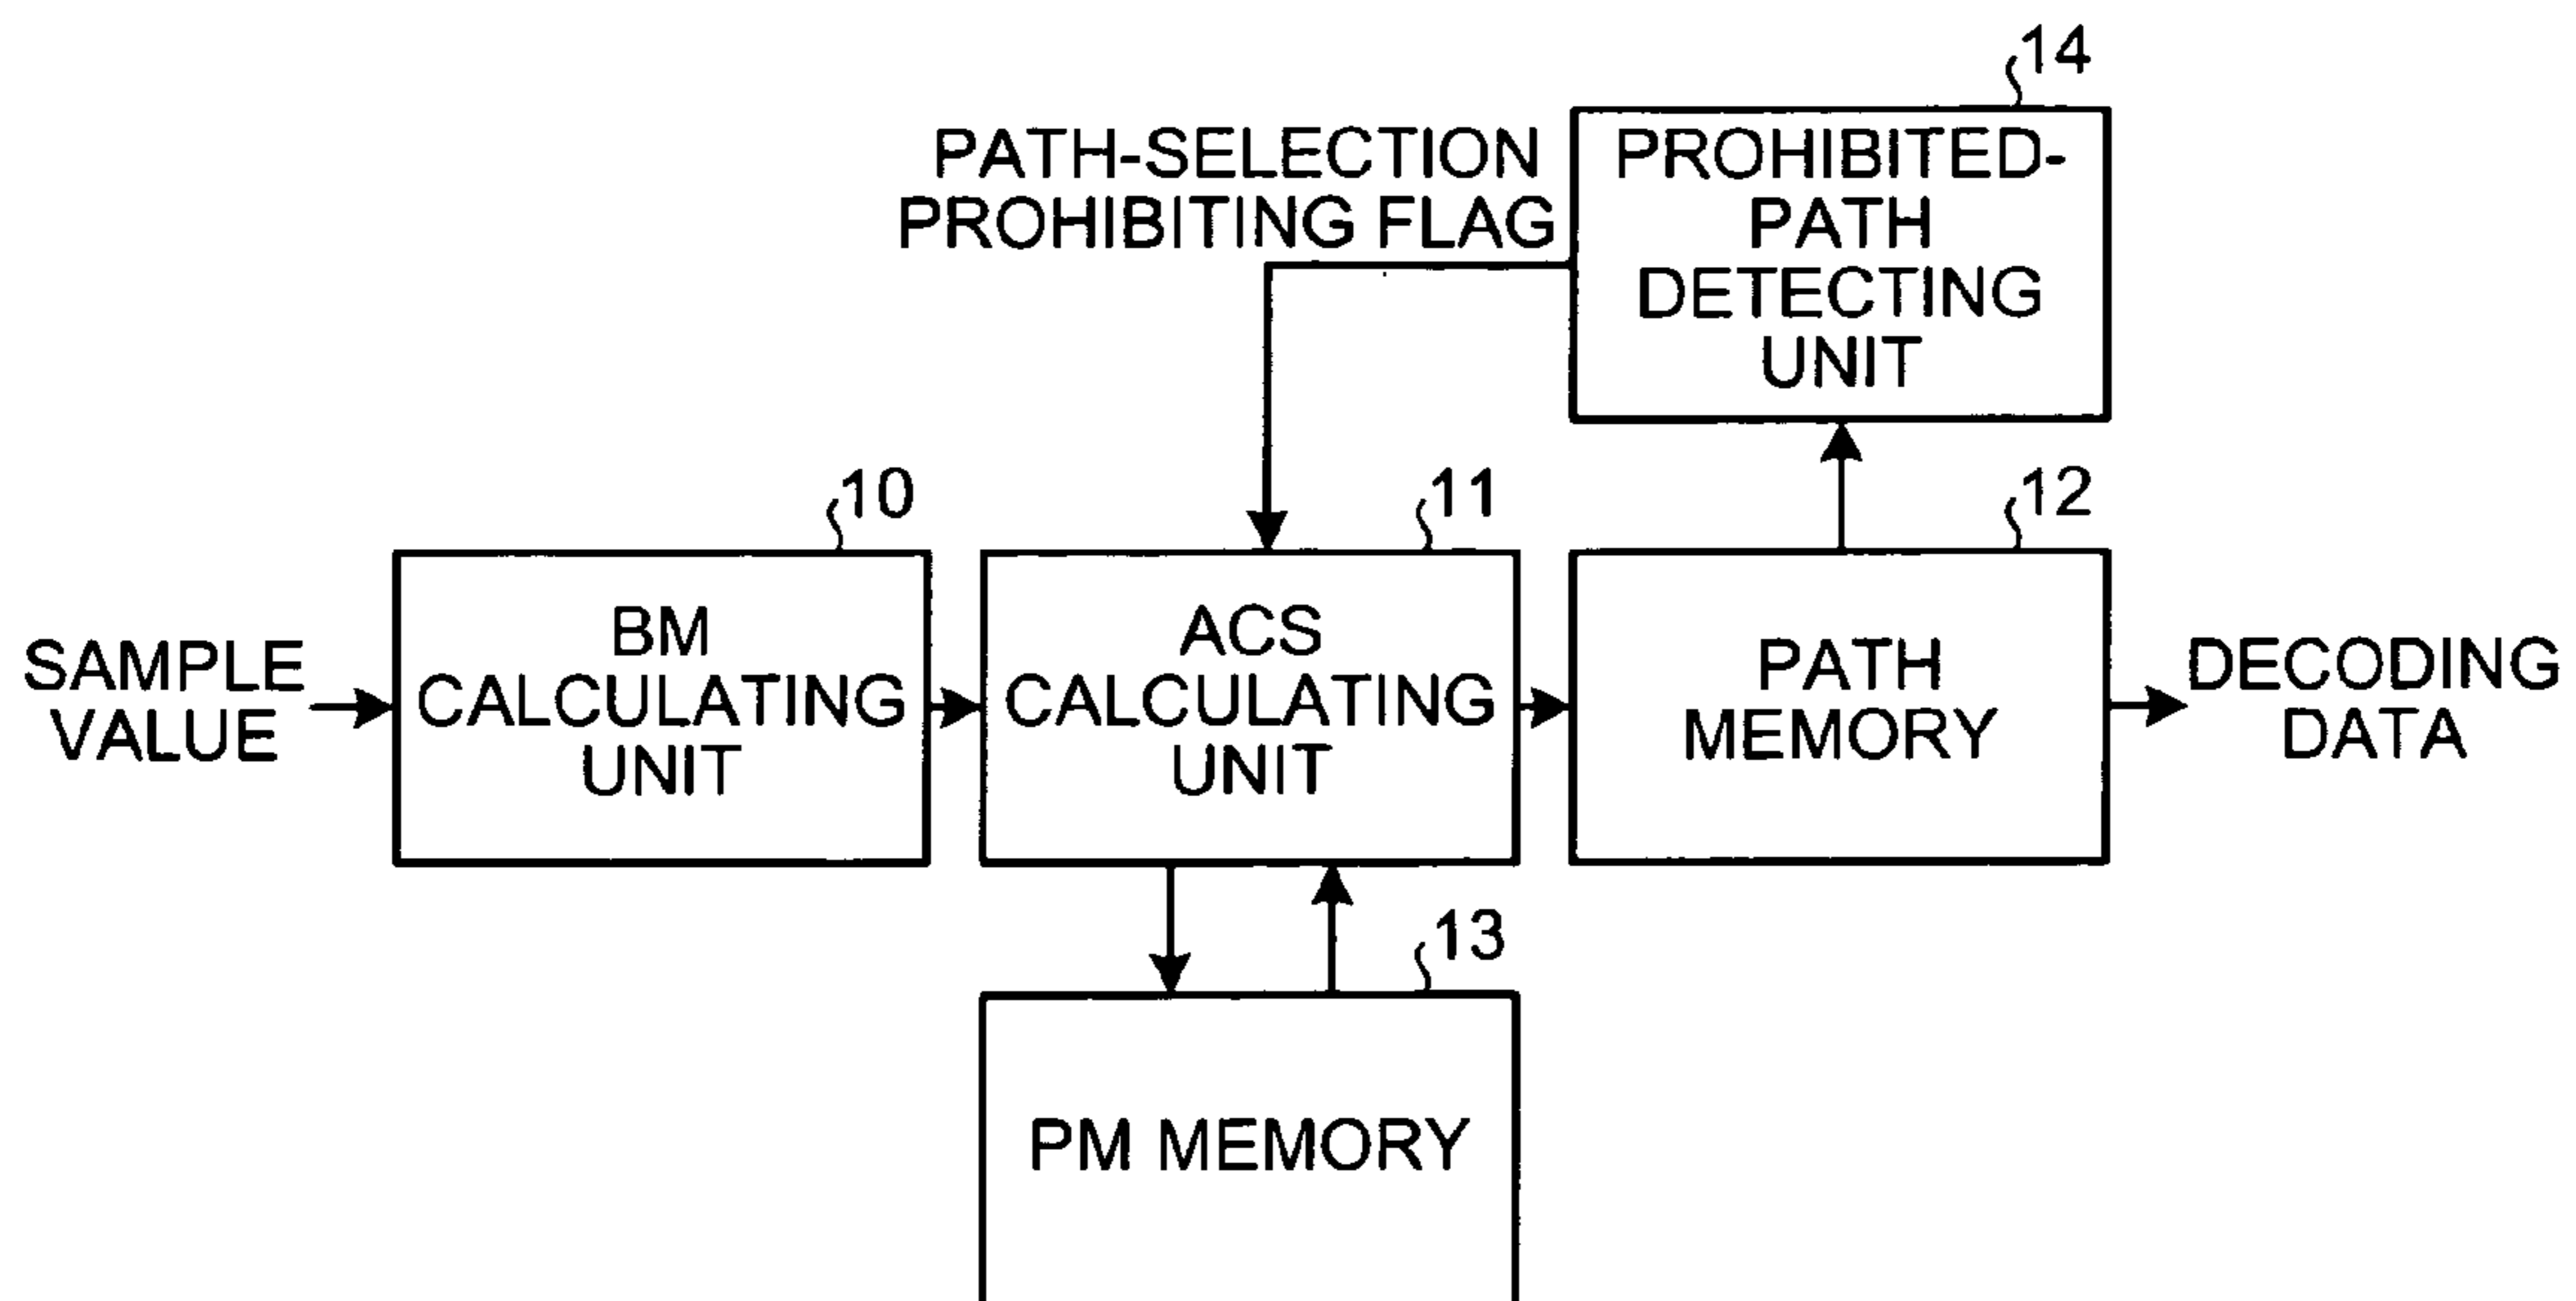 14
PATH-SELECTION
PROHIBITING FLAG
PROHIBITED-
PATH
DETECTING
UNIT
10
11
12
SAMPLE
VALUE
BM
CALCULATING
UNIT
ACS
CALCULATING
UNIT
PATH
MEMORY
DECODING
DATA
13
PM MEMORY